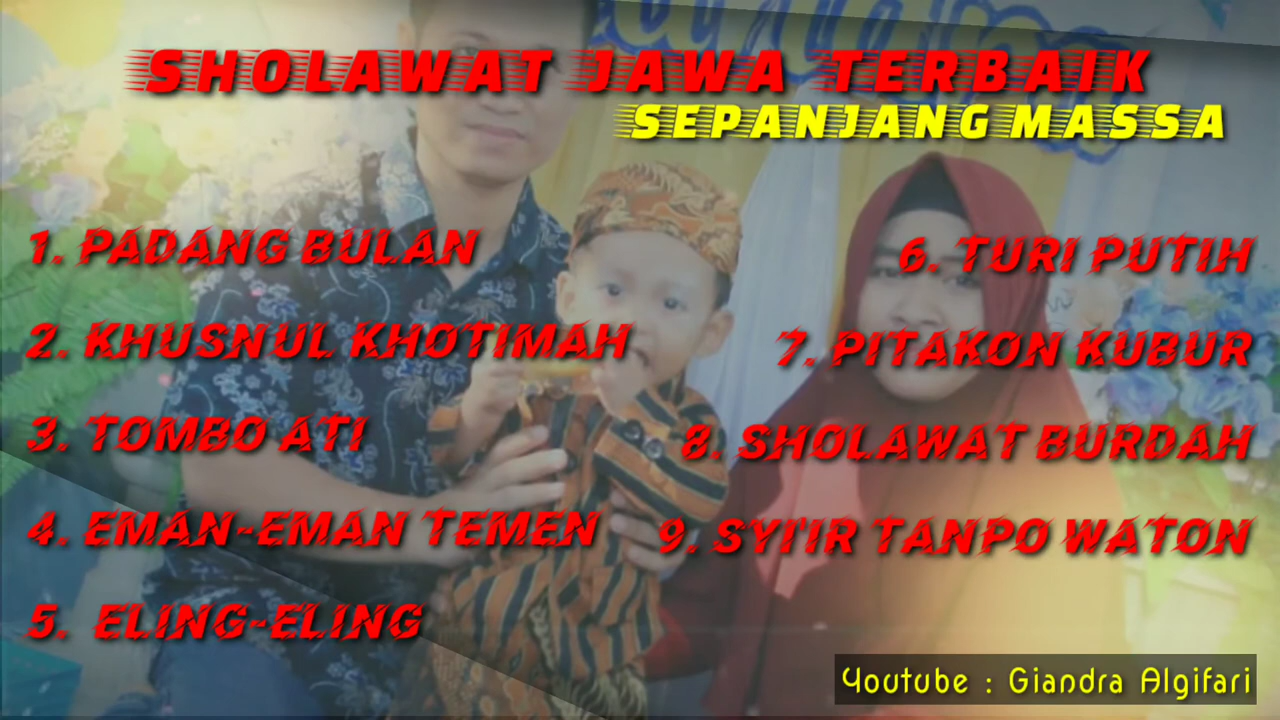 SHOLAWAT JAWA TERBAIK
SEPANJANG MASSA
1. PADANG BULAN
2. KHUSNUL KHOTIMAH
3. TOMBO ATI
4. EMAN-EMAN TEMEN
5. ELING-ELING
6. TURI PUTIH
7. PITAKON KUBUR
8. SHOLAWAT BURDAH
9. SYI'IR TANPO WATON
Youtube : Giandra Algifari